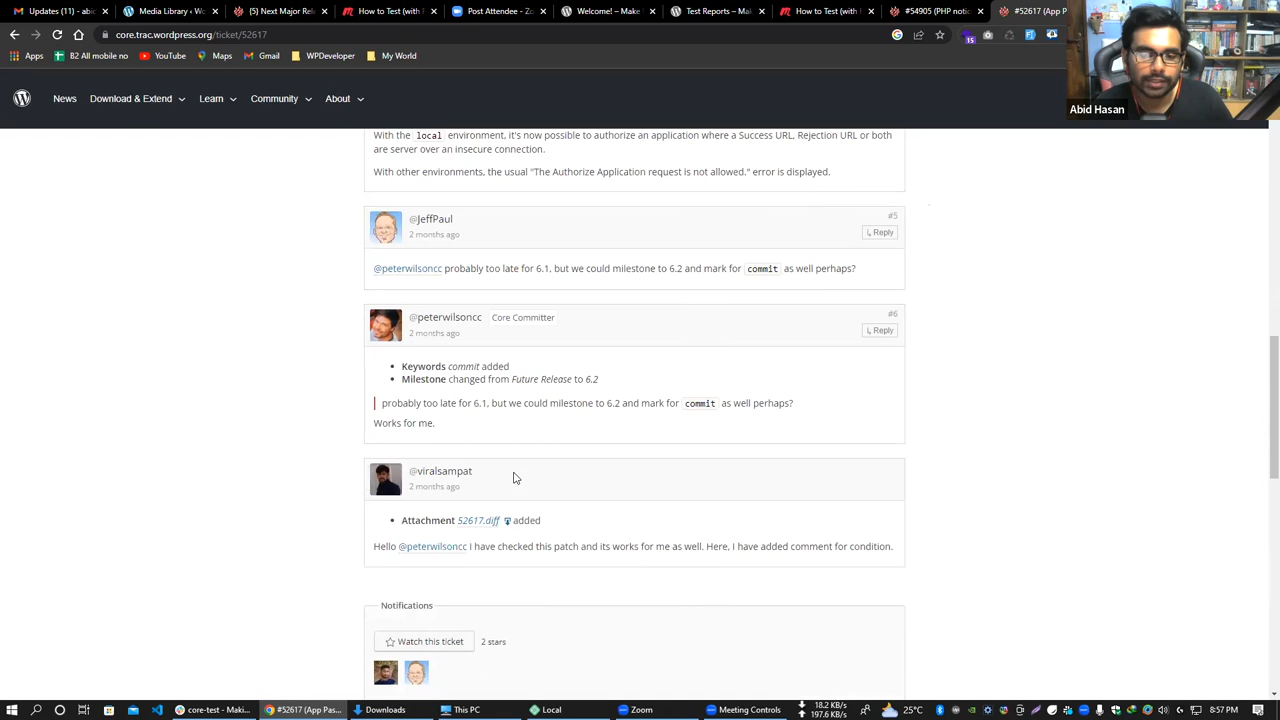 Updates (11) - abid
Media Library ‹ Wo
(5) Next Major Rele
How to Test (with
Post Attendee - Zo
Welcome! – Make
Test Reports – Make
How to Test (with
#52617 (App Pa
core.trac.wordpress.org/ticket/52617
15
Apps
B2 All mobile no
YouTube
Maps
Gmail
WPDeveloper
My World
News
Download & Extend
Learn
Community
About
Abid Hasan
With the local environment, it's now possible to authorize an application where a Success URL, Rejection URL or both
are server over an insecure connection.
With other environments, the usual "The Authorize Application request is not allowed." error is displayed.
@JeffPaul
#5
2 months ago
↳ Reply
@peterwilsoncc probably too late for 6.1, but we could milestone to 6.2 and mark for commit as well perhaps?
@peterwilsoncc Core Committer
#6
2 months ago
↳ Reply
• Keywords commit added
• Milestone changed from Future Release to 6.2
probably too late for 6.1, but we could milestone to 6.2 and mark for commit as well perhaps?
Works for me.
@viralsampat
2 months ago
• Attachment 52617.diff added
Hello @peterwilsoncc I have checked this patch and its works for me as well. Here, I have added comment for condition.
Notifications
Watch this ticket
2 stars
core-test - Maki...
#52617 (App Pas...
Downloads
This PC
Local
Zoom
Meeting Controls
18.2 KB
197.6 KB
25°C
8:57 PM